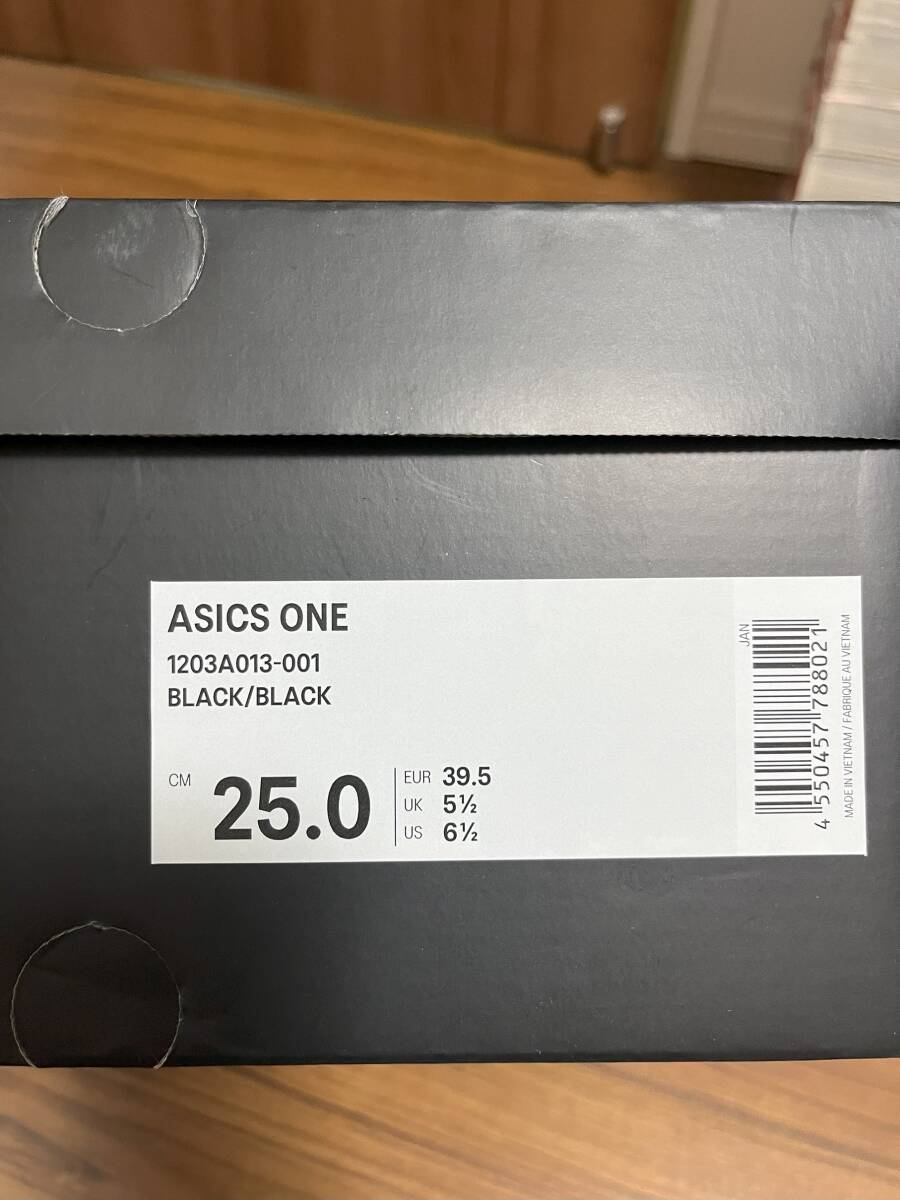 ASICS ONE
1203A013-001
BLACK/BLACK
CM 25.0
EUR 39.5
UK 5½
US 6½
JAN
4 550457 788021
MADE IN VIETNAM / FABRIQUE AU VIETNAM